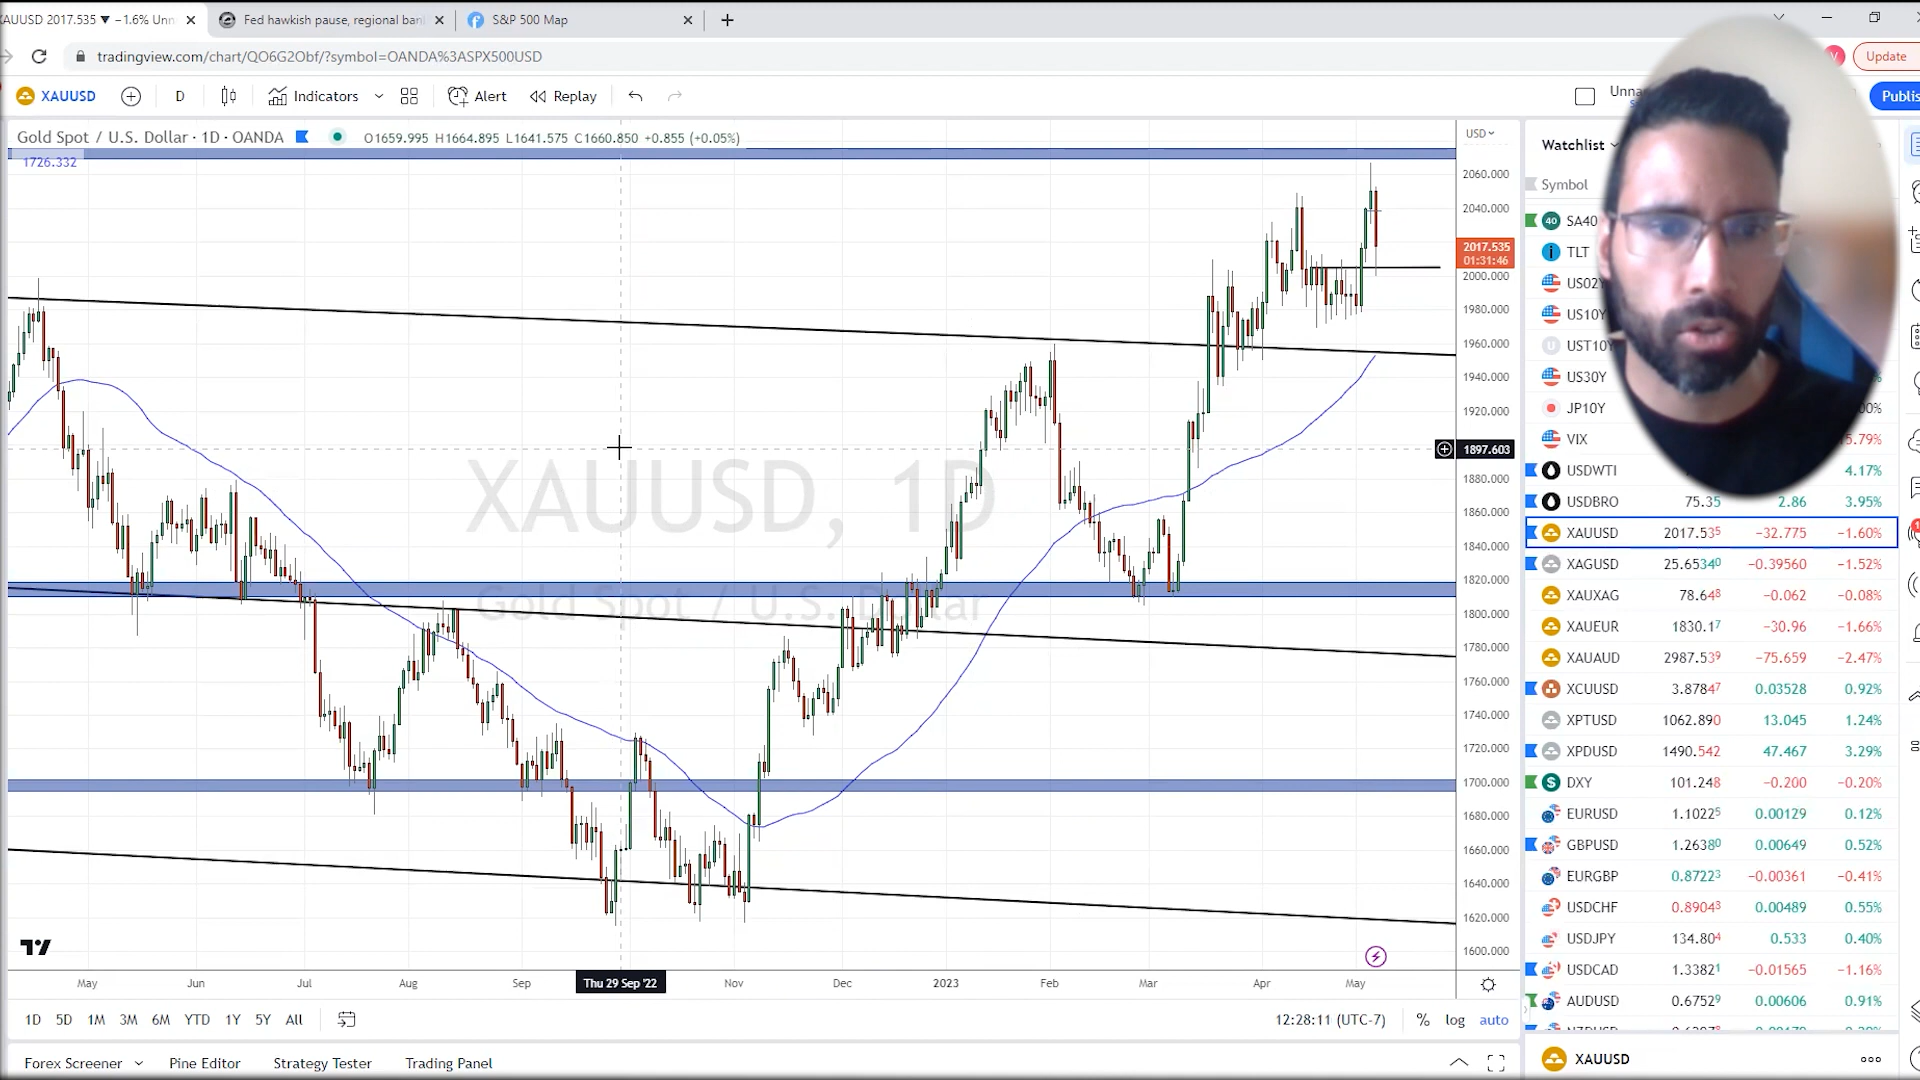 XAUUSD 2017.535 ▼ −1.6% Unn
Fed hawkish pause, regional ban
S&P 500 Map
tradingview.com/chart/QO6G2Obf/?symbol=OANDA%3ASPX500USD
Update
XAUUSD
D
Indicators
Alert
Replay
Unna
Publis
Gold Spot / U.S. Dollar · 1D · OANDA
O1659.995 H1664.895 L1641.575 C1660.850 +0.855 (+0.05%)
1726.332
USD
2060.000
2040.000
2017.535
01:31:46
2000.000
1980.000
1960.000
1940.000
1920.000
1897.603
1880.000
1860.000
1840.000
1820.000
1800.000
1780.000
1760.000
1740.000
1720.000
1700.000
1680.000
1660.000
1640.000
1620.000
1600.000
XAUUSD, 1D
Gold Spot / U.S. Dollar
May Jun Jul Aug Sep Thu 29 Sep '22 Nov Dec 2023 Feb Mar Apr May
1D 5D 1M 3M 6M YTD 1Y 5Y All
12:28:11 (UTC-7) % log auto
Forex Screener Pine Editor Strategy Tester Trading Panel
Watchlist
Symbol
40 SA40
TLT
US02Y
US10Y
UST10Y
US30Y
JP10Y 00%
VIX 5.79%
USDWTI 4.17%
USDBRO 75.35 2.86 3.95%
XAUUSD 2017.535 −32.775 −1.60%
XAGUSD 25.65340 −0.39560 −1.52%
XAUXAG 78.648 −0.062 −0.08%
XAUEUR 1830.17 −30.96 −1.66%
XAUAUD 2987.539 −75.659 −2.47%
XCUUSD 3.87847 0.03528 0.92%
XPTUSD 1062.890 13.045 1.24%
XPDUSD 1490.542 47.467 3.29%
DXY 101.248 −0.200 −0.20%
EURUSD 1.10225 0.00129 0.12%
GBPUSD 1.26380 0.00649 0.52%
EURGBP 0.87223 −0.00361 −0.41%
USDCHF 0.89043 0.00489 0.55%
USDJPY 134.804 0.533 0.40%
USDCAD 1.33821 −0.01565 −1.16%
AUDUSD 0.67529 0.00606 0.91%
XAUUSD